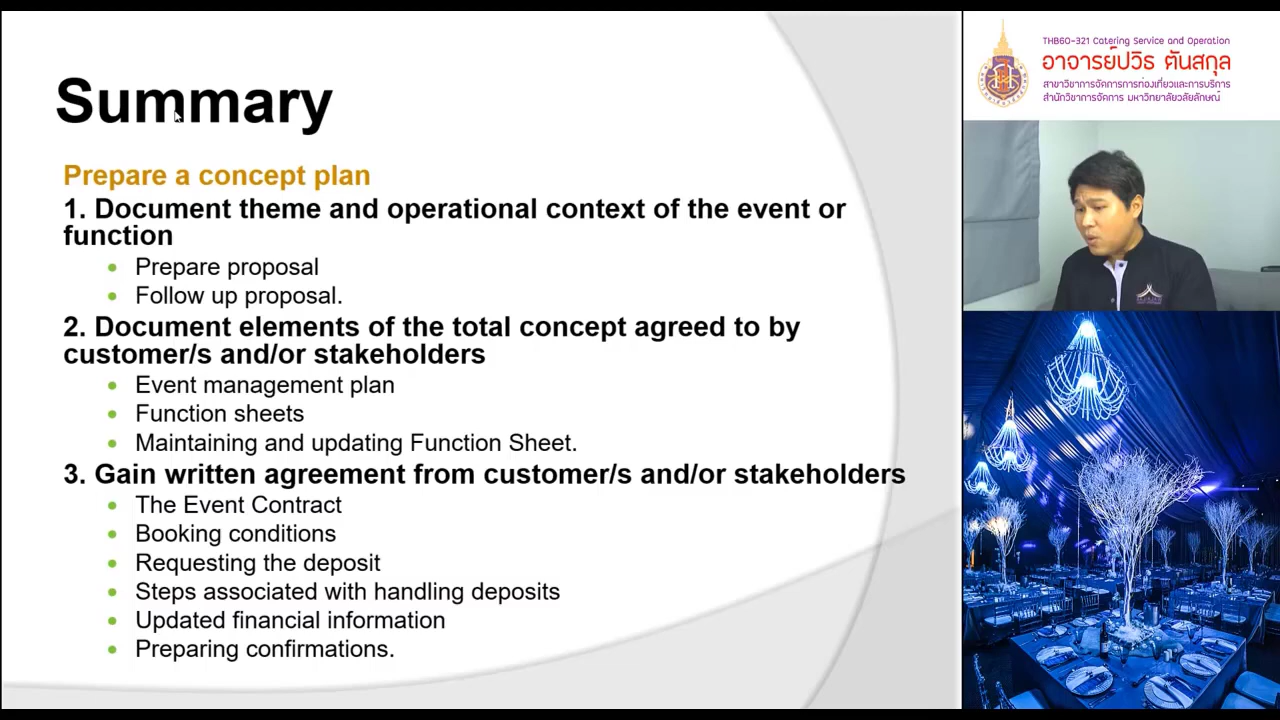 Summary
Prepare a concept plan
1. Document theme and operational context of the event or
function
Prepare proposal
Follow up proposal.
2. Document elements of the total concept agreed to by
customer/s and/or stakeholders
Event management plan
Function sheets
Maintaining and updating Function Sheet.
3. Gain written agreement from customer/s and/or stakeholders
The Event Contract
Booking conditions
Requesting the deposit
Steps associated with handling deposits
Updated financial information
Preparing confirmations.
THB60-321 Catering Service and Operation
อาจารย์ปวิธ ตันสกุล
สาขาวิชาการจัดการการท่องเที่ยวและการบริการ
สำนักวิชาการจัดการ มหาวิทยาลัยวลัยลักษณ์